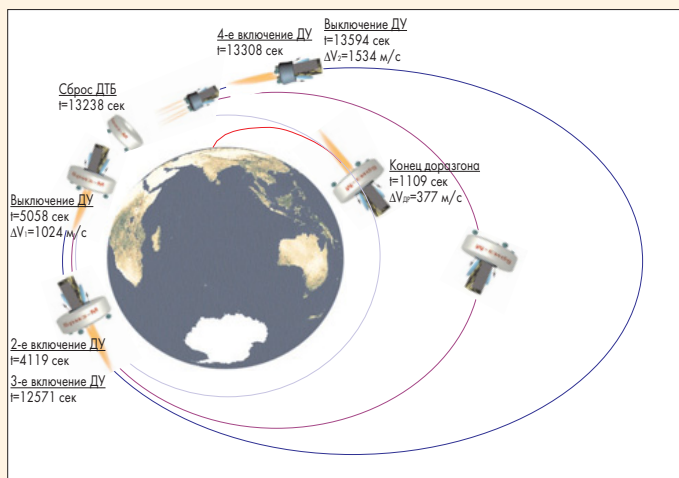 4-е включение ДУ
t=13308 сек
Выключение ДУ
t=13594 сек
ΔV₂=1534 м/с
Сброс ДТБ
t=13238 сек
Конец доразгона
t=1109 сек
ΔVдр=377 м/с
Выключение ДУ
t=5058 сек
ΔV₁=1024 м/с
2-е включение ДУ
t=4119 сек
3-е включение ДУ
t=12571 сек